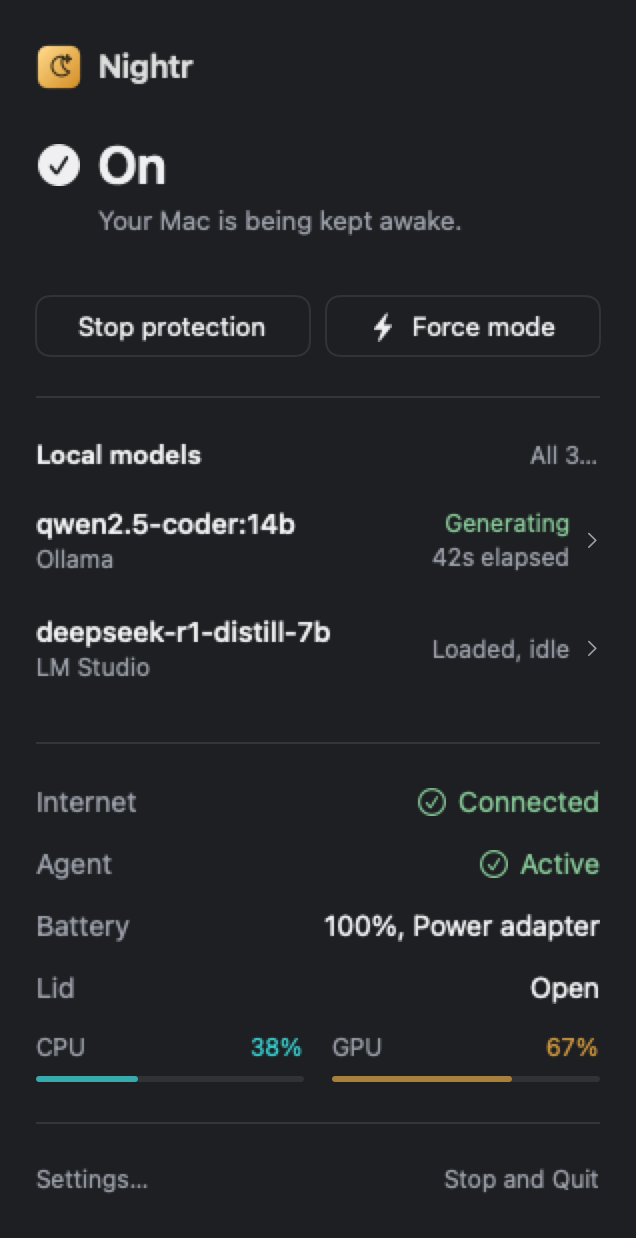 Nightr
On
Your Mac is being kept awake.
Stop protection
Force mode
Local models
All 3...
qwen2.5-coder:14b
Generating
Ollama
42s elapsed
deepseek-r1-distill-7b
LM Studio
Loaded, idle
Internet
Connected
Agent
Active
Battery
100%, Power adapter
Lid
Open
CPU
38%
GPU
67%
Settings...
Stop and Quit